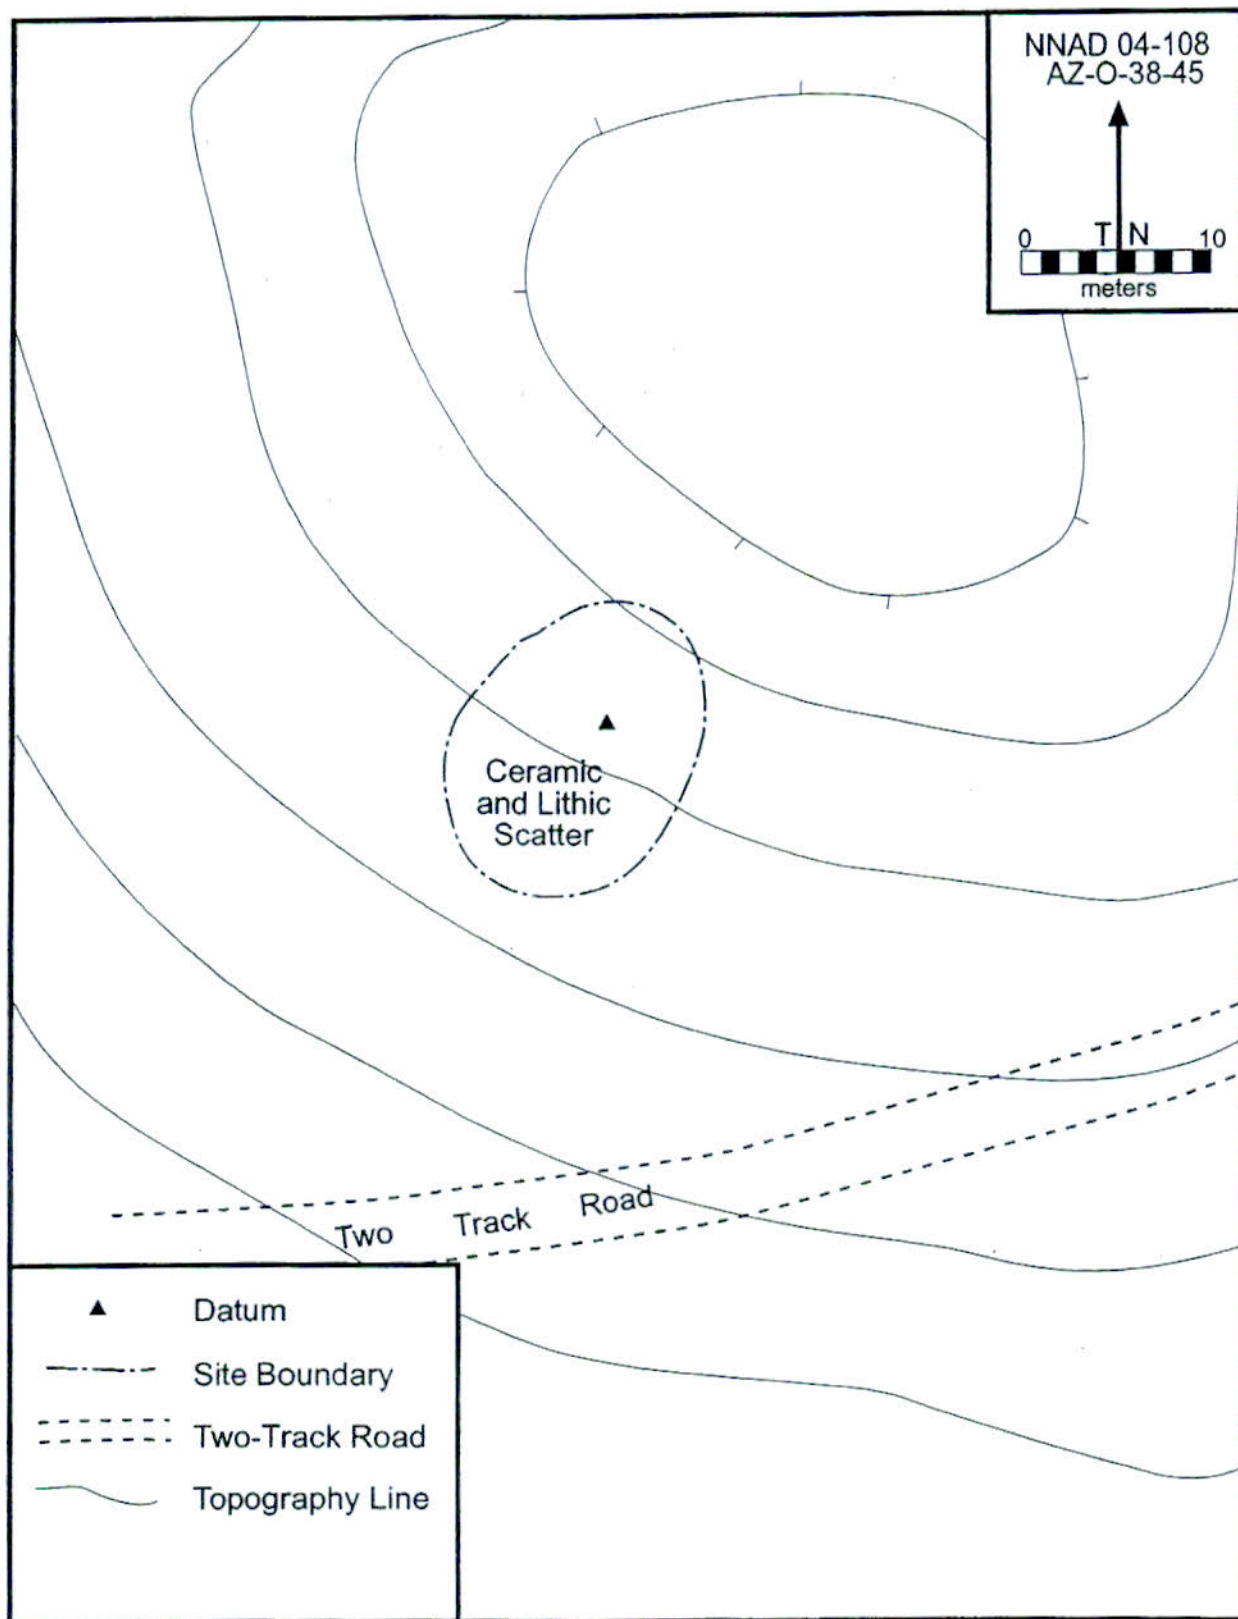 NNAD 04-108
AZ-O-38-45
T N
0 10
meters
Ceramic
and Lithic
Scatter
Two Track Road
Datum
Site Boundary
Two-Track Road
Topography Line